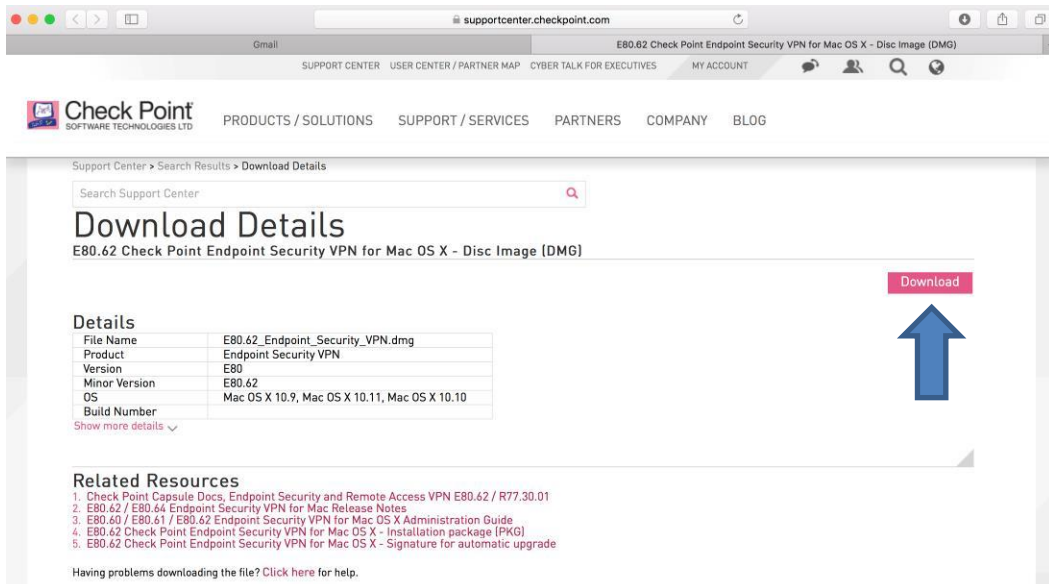 supportcenter.checkpoint.com
Gmail
E80.62 Check Point Endpoint Security VPN for Mac OS X - Disc Image (DMG)
SUPPORT CENTER USER CENTER / PARTNER MAP CYBER TALK FOR EXECUTIVES MY ACCOUNT
Check Point
SOFTWARE TECHNOLOGIES LTD
PRODUCTS / SOLUTIONS SUPPORT / SERVICES PARTNERS COMPANY BLOG
Support Center > Search Results > Download Details
Search Support Center
Download Details
E80.62 Check Point Endpoint Security VPN for Mac OS X - Disc Image (DMG)
Download
Details
File Name E80.62_Endpoint_Security_VPN.dmg
Product Endpoint Security VPN
Version E80
Minor Version E80.62
OS Mac OS X 10.9, Mac OS X 10.11, Mac OS X 10.10
Build Number
Show more details
Related Resources
1. Check Point Capsule Docs, Endpoint Security and Remote Access VPN E80.62 / R77.30.01
2. E80.62 / E80.64 Endpoint Security VPN for Mac Release Notes
3. E80.60 / E80.61 / E80.62 Endpoint Security VPN for Mac OS X Administration Guide
4. E80.62 Check Point Endpoint Security VPN for Mac OS X - Installation package (PKG)
5. E80.62 Check Point Endpoint Security VPN for Mac OS X - Signature for automatic upgrade
Having problems downloading the file? Click here for help.